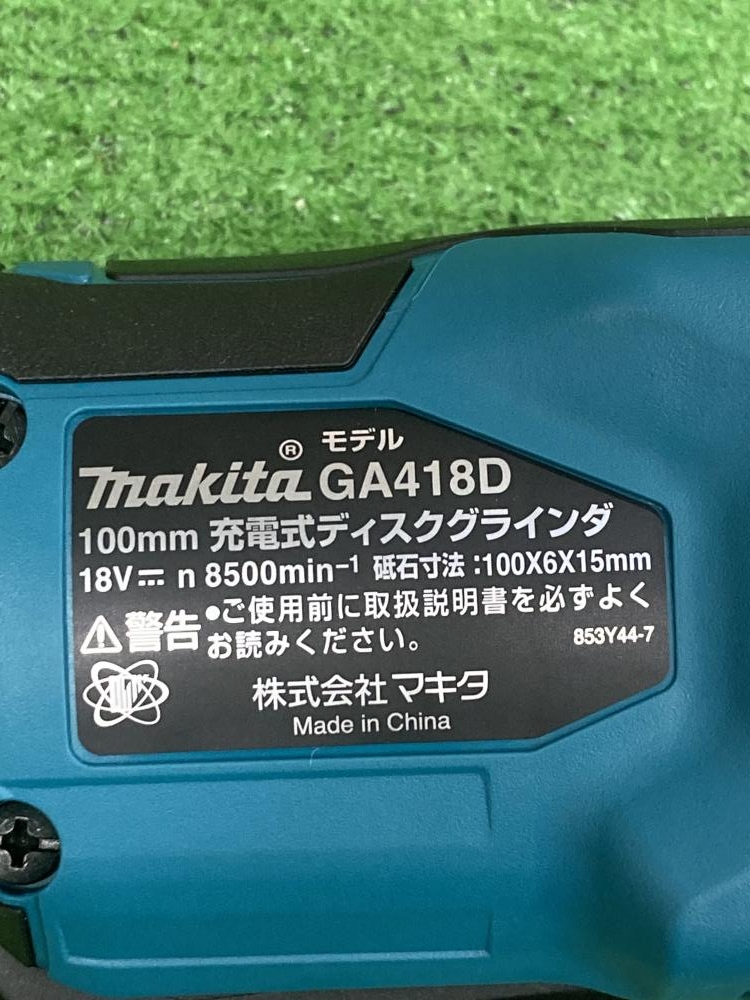 モデル
makita® GA418D
100mm 充電式ディスクグラインダ
18V⎓ n 8500min⁻¹ 砥石寸法:100X6X15mm
⚠警告 ●ご使用前に取扱説明書を必ずよく
お読みください。
853Y44-7
株式会社マキタ
Made in China